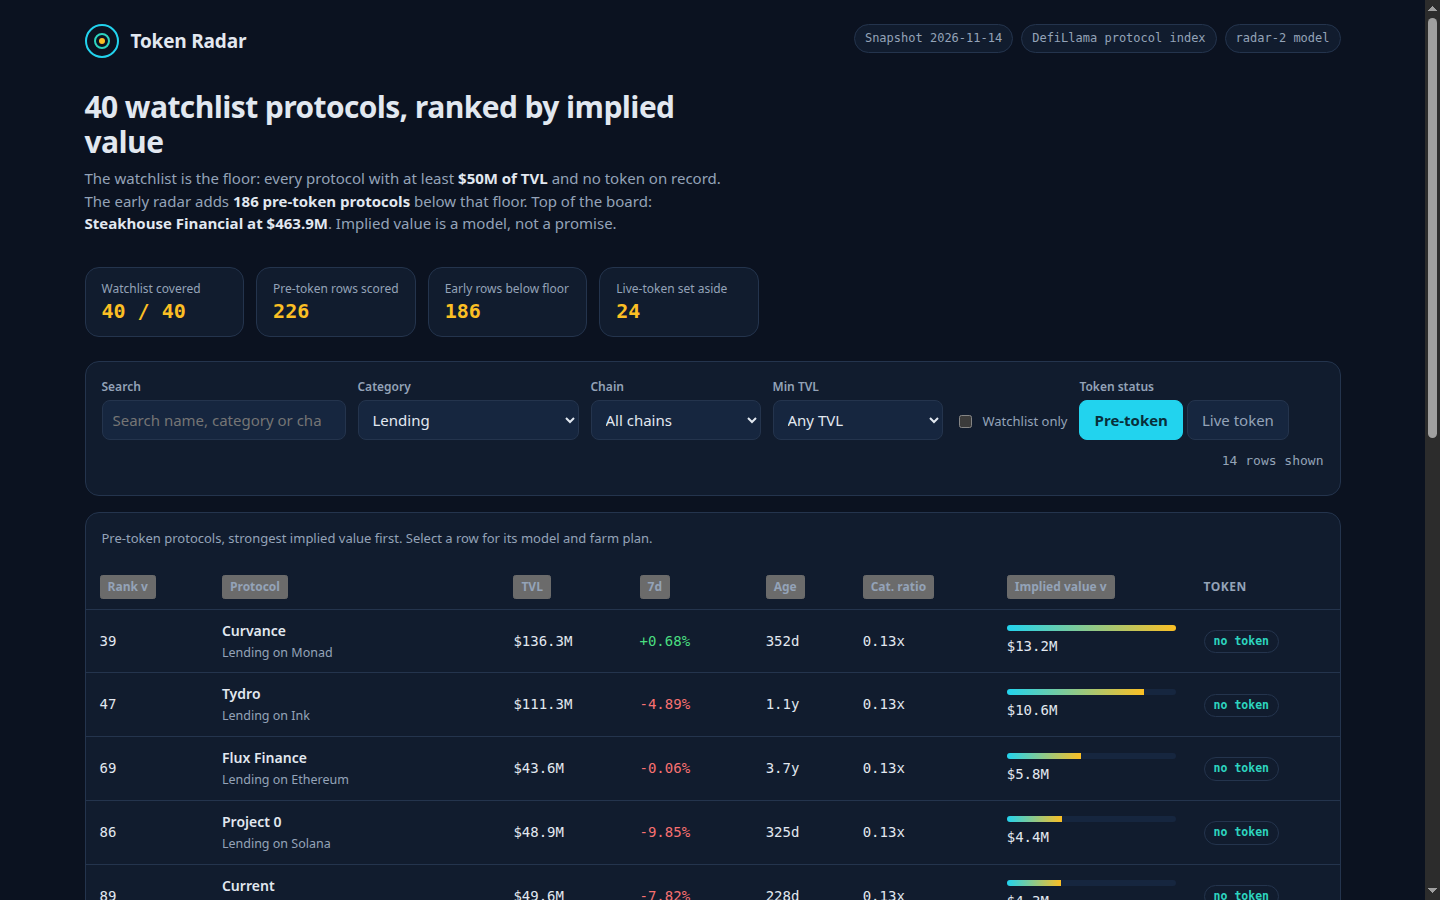 Token Radar
Snapshot 2026-11-14
DefiLlama protocol index
radar-2 model
40 watchlist protocols, ranked by implied
value
The watchlist is the floor: every protocol with at least $50M of TVL and no token on record.
The early radar adds 186 pre-token protocols below that floor. Top of the board:
Steakhouse Financial at $463.9M. Implied value is a model, not a promise.
Watchlist covered
40 / 40
Pre-token rows scored
226
Early rows below floor
186
Live-token set aside
24
Search
Search name, category or cha
Category
Lending
Chain
All chains
Min TVL
Any TVL
Watchlist only
Token status
Pre-token
Live token
14 rows shown
Pre-token protocols, strongest implied value first. Select a row for its model and farm plan.
Rank v Protocol TVL 7d Age Cat. ratio Implied value v TOKEN
39 Curvance $136.3M +0.68% 352d 0.13x $13.2M no token
Lending on Monad
47 Tydro $111.3M -4.89% 1.1y 0.13x $10.6M no token
Lending on Ink
69 Flux Finance $43.6M -0.06% 3.7y 0.13x $5.8M no token
Lending on Ethereum
86 Project 0 $48.9M -9.85% 325d 0.13x $4.4M no token
Lending on Solana
89 Current $49.6M -7.82% 228d 0.13x $4.3M no token